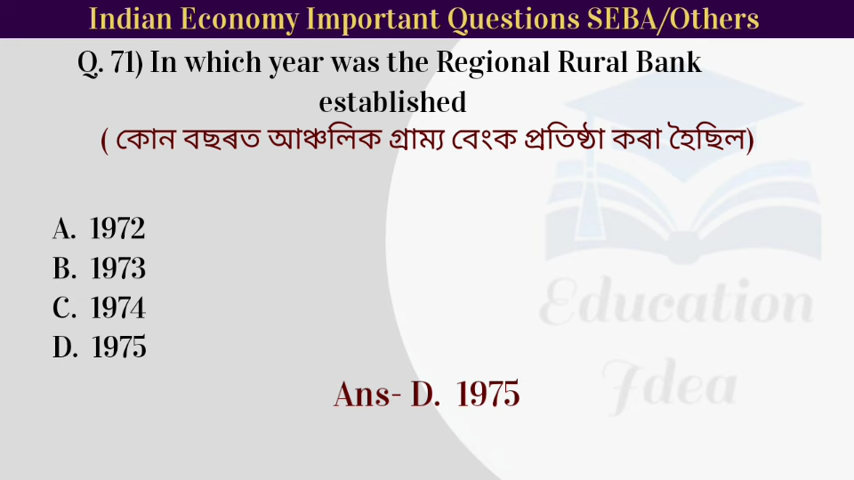 Indian Economy Important Questions SEBA/Others
Q. 71) In which year was the Regional Rural Bank
established
( কোন বছৰত আঞ্চলিক গ্ৰাম্য বেংক প্ৰতিষ্ঠা কৰা হৈছিল)
A. 1972
B. 1973
C. 1974
D. 1975
Education
Idea
Ans- D. 1975